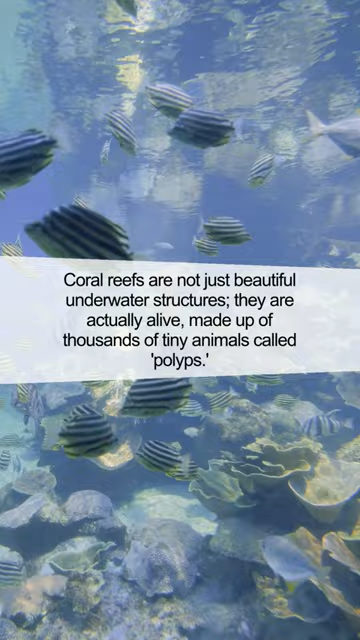 Coral reefs are not just beautiful
underwater structures; they are
actually alive, made up of
thousands of tiny animals called
'polyps.'